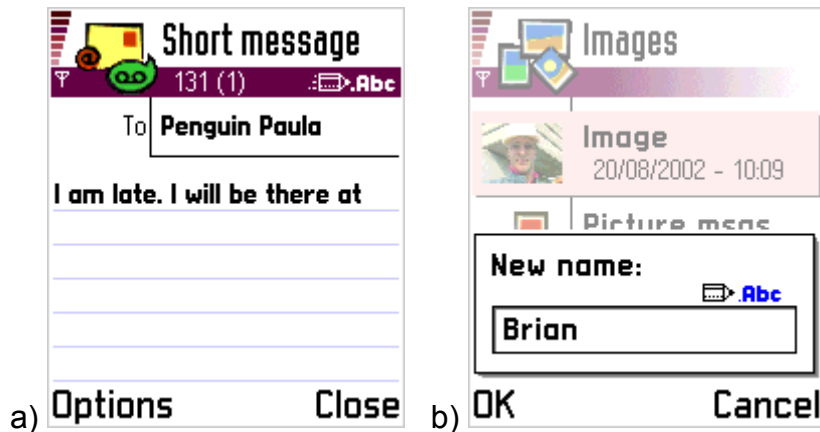 Short message
131 (1) .Abc
To Penguin Paula
I am late. I will be there at
Options Close
a)
Images
Image
20/08/2002 - 10:09
Picture msgs
New name:
.Abc
Brian
OK Cancel
b)